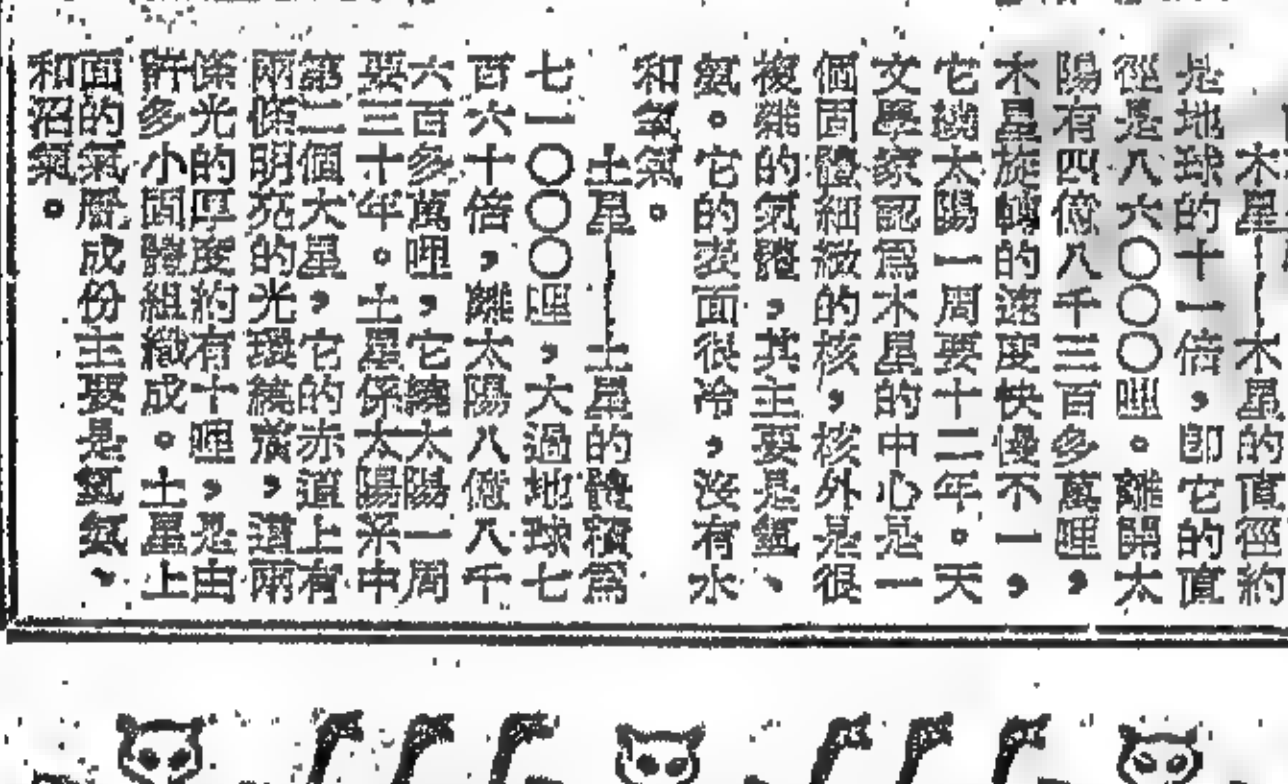 木星——木星的直徑約
是地球的十一倍，卽它的直
徑是八六〇〇〇哩。離開太
陽有四億八千三百多萬哩，
木星旋轉的速度快慢不一，
它繞太陽一周要十二年。天
文學家認爲木星的中心是一
個固體細緻的核，核外是很
複雜的氣體，其主要是氫、
氦。它的表面很冷，沒有水
和氧氣。
土星——土星的體積爲
七一〇〇〇哩，大過地球七
百六十倍，離太陽八億八千
六百多萬哩，它繞太陽一周
要三十年。土星係太陽系中
第二個大星，它的赤道上有
兩條明亮的光環繞着，這兩
條光的厚度約有十哩，是由
許多小固體組織成。土星上
面的氣層成份主要是氫氣、
和沼氣。